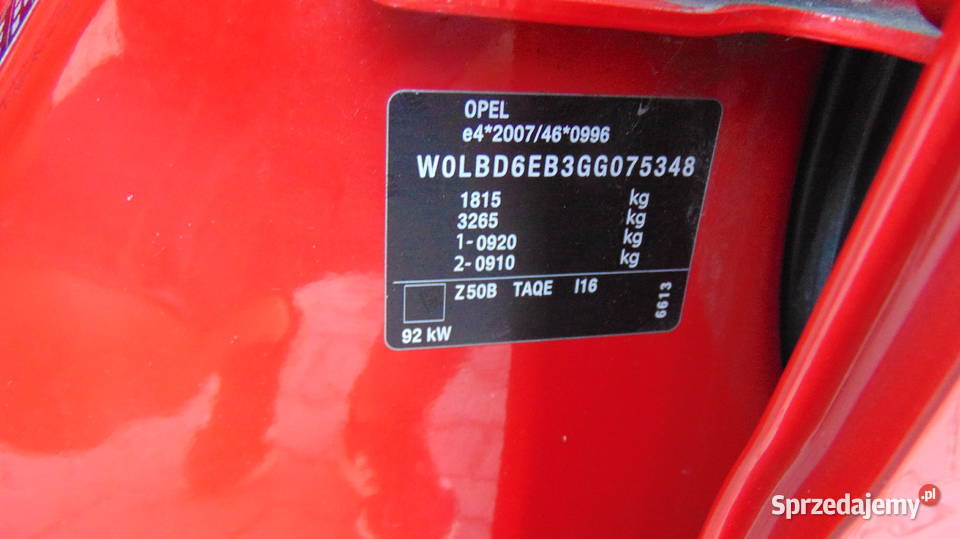 OPEL
e4*2007/46*0996
W0LBD6EB3GG075348
1815 kg
3265 kg
1-0920 kg
2-0910 kg
Z50B TAQE I16
6613
92 kW
Sprzedajemy.pl